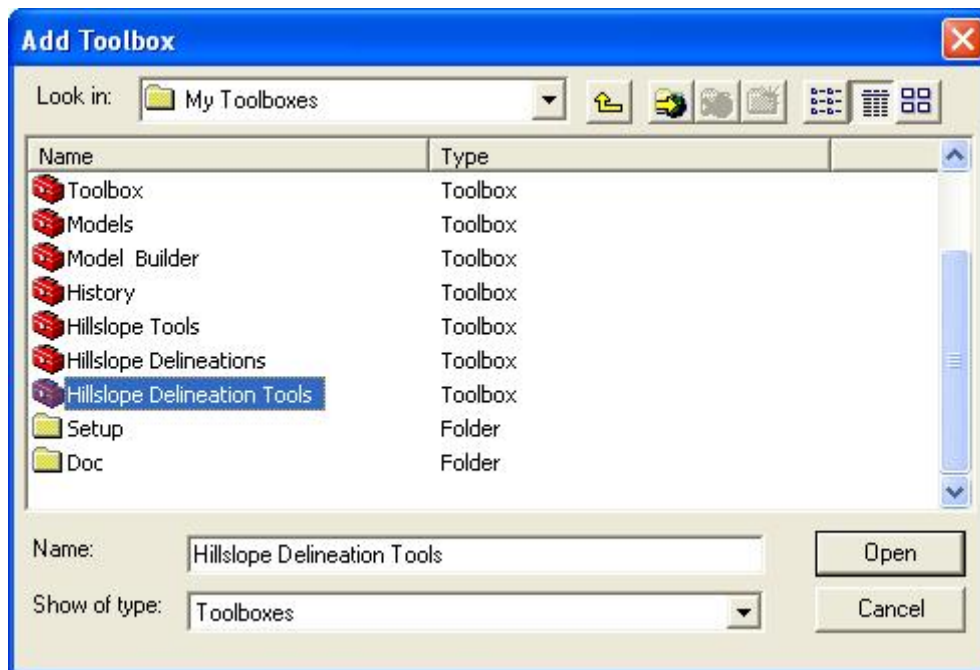 Add Toolbox
Look in: My Toolboxes
Name Type
Toolbox Toolbox
Models Toolbox
Model Builder Toolbox
History Toolbox
Hillslope Tools Toolbox
Hillslope Delineations Toolbox
Hillslope Delineation Tools Toolbox
Setup Folder
Doc Folder
Name: Hillslope Delineation Tools Open
Show of type: Toolboxes Cancel